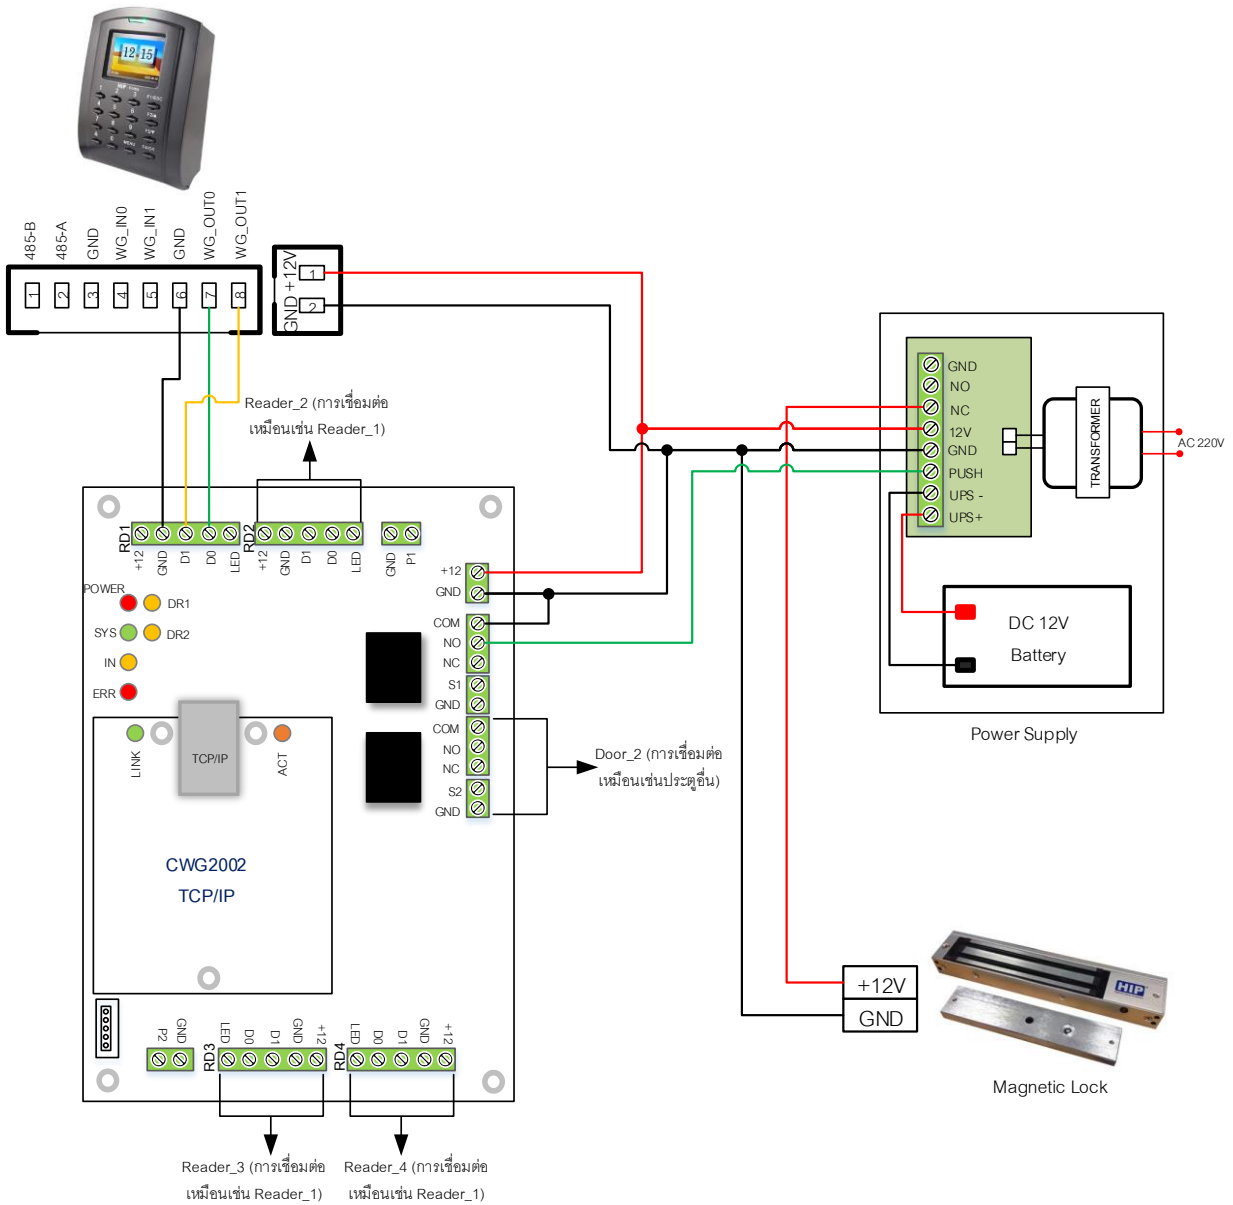 12:15
485-B
485-A
GND
WG_IN0
WG_IN1
GND
WG_OUT0
WG_OUT1
1
2
3
4
5
6
7
8
+12V
GND
1
2
Reader_2 (การเชื่อมต่อ
เหมือนเช่น Reader_1)
GND
NO
NC
12V
GND
PUSH
UPS -
UPS+
TRANSFORMER
AC 220V
DC 12V
Battery
Power Supply
RD1
+12
GND
D1
D0
LED
RD2
+12
GND
D1
D0
LED
GND
P1
POWER
DR1
SYS
DR2
IN
ERR
+12
GND
COM
NO
NC
S1
GND
COM
NO
NC
S2
GND
LINK
TCP/IP
ACT
Door_2 (การเชื่อมต่อ
เหมือนเช่นประตูอื่น)
CWG2002
TCP/IP
+12V
GND
HIP
Magnetic Lock
P2
GND
RD3
LED
D0
D1
GND
+12
RD4
LED
D0
D1
GND
+12
Reader_3 (การเชื่อมต่อ
เหมือนเช่น Reader_1)
Reader_4 (การเชื่อมต่อ
เหมือนเช่น Reader_1)